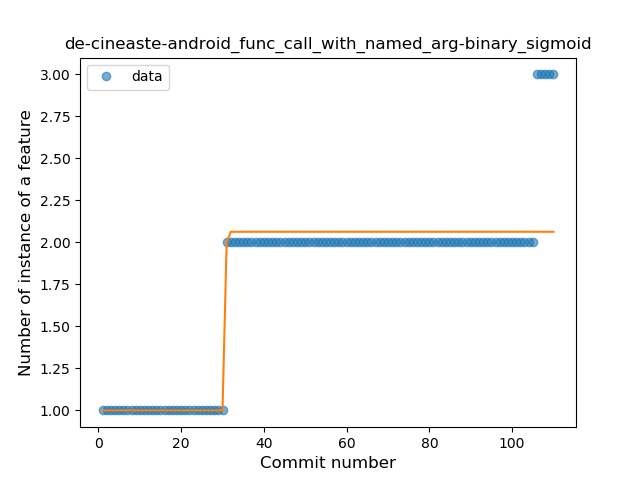 de-cineaste-android_func_call_with_named_arg-binary_sigmoid
data
3.00
2.75
2.50
2.25
2.00
1.75
1.50
1.25
1.00
Number of instance of a feature
0 20 40 60 80 100
Commit number